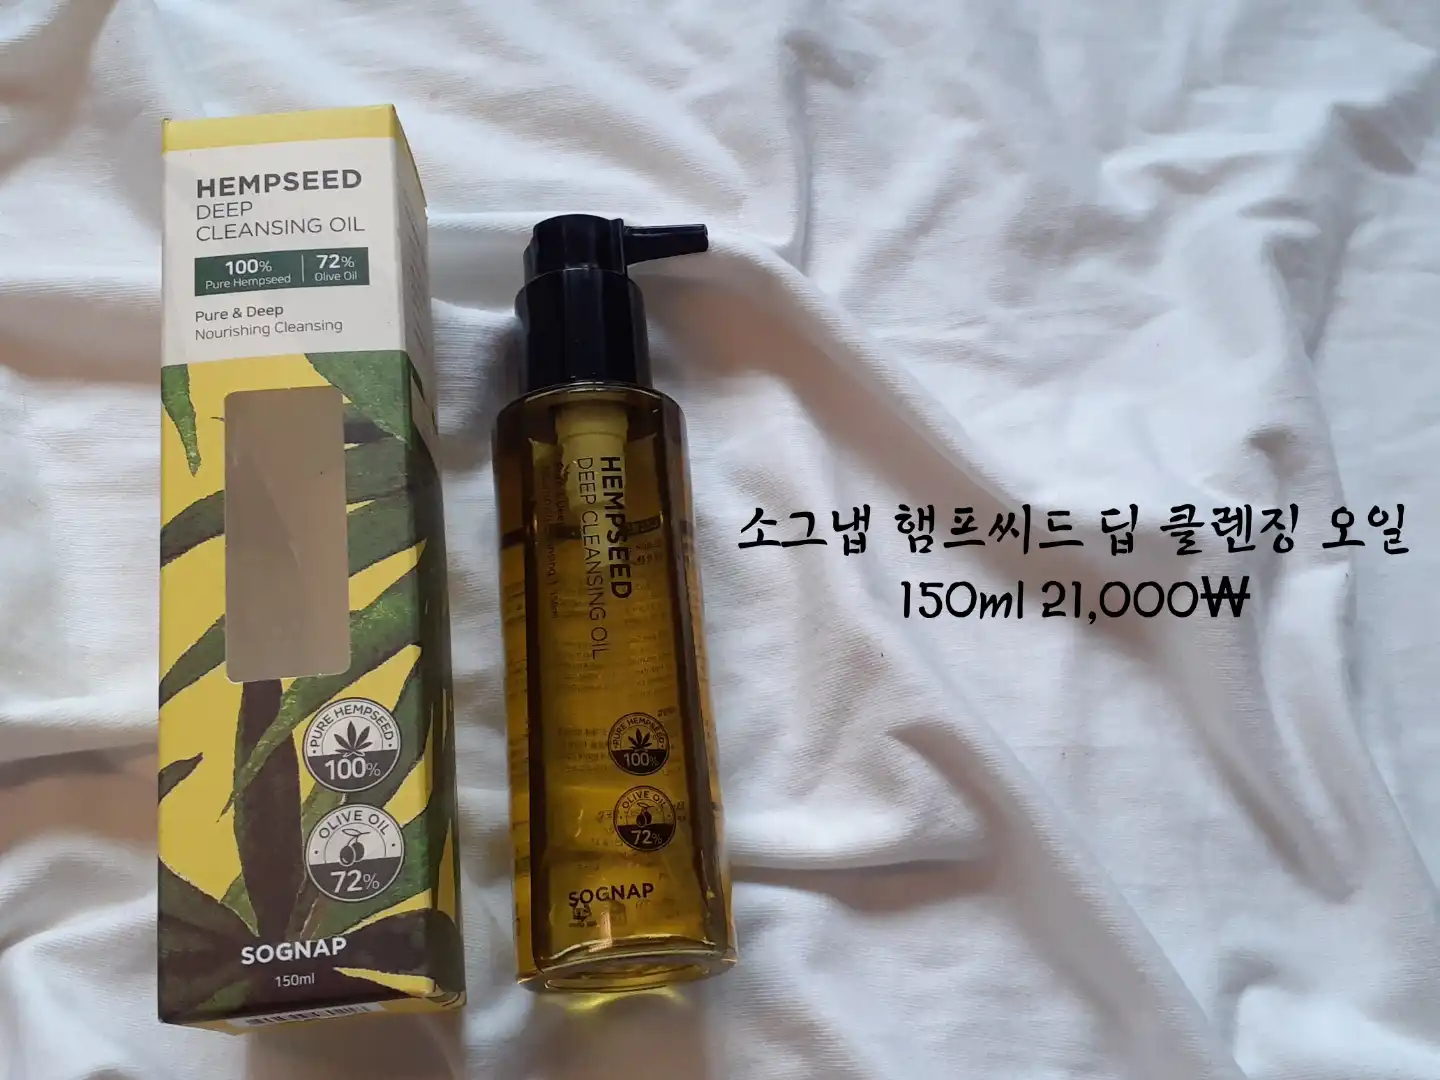 HEMPSEED
DEEP
CLEANSING OIL
100% 72%
Pure Hempseed Olive Oil
Pure & Deep
Nourishing Cleansing
PURE HEMPSEED
100%
OLIVE OIL
72%
SOGNAP
150ml
HEMPSEED
DEEP CLEANSING OIL
PURE HEMPSEED
100%
OLIVE OIL
72%
SOGNAP
소그냅 햄프씨드 딥 클렌징 오일
150ml 21,000₩